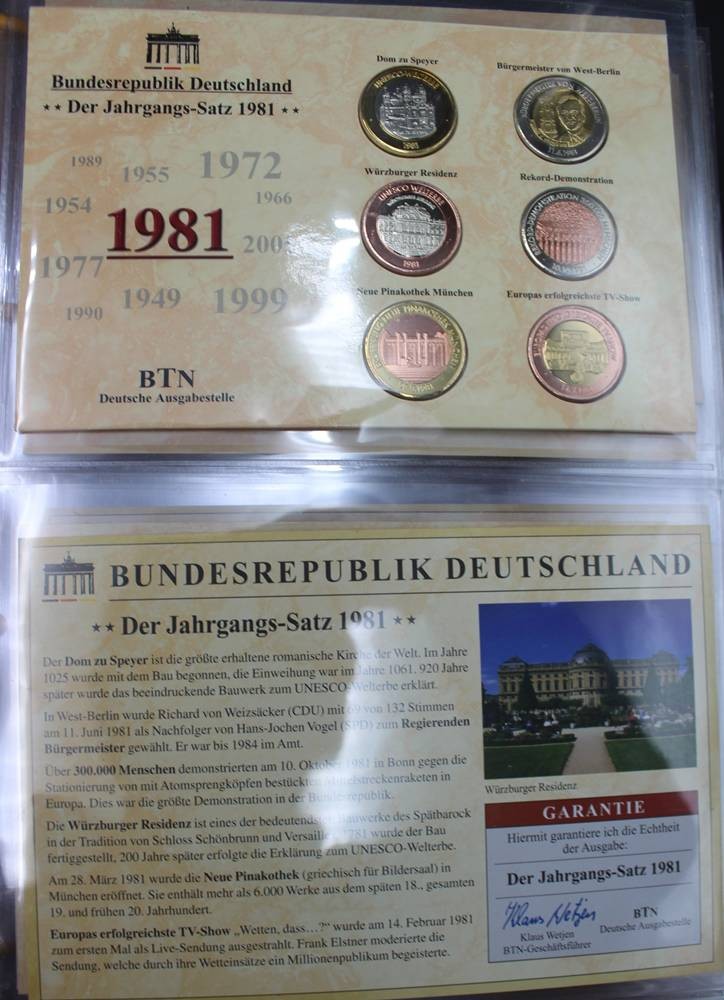 Bundesrepublik Deutschland
★★ Der Jahrgangs-Satz 1981 ★★
1989
1955
1972
1954
1966
1981
200
1977
1990
1949
1999
BTN
Deutsche Ausgabestelle
Dom zu Speyer
Bürgermeister von West-Berlin
UNESCO-WELTERBE
1981
11.6.1981
Würzburger Residenz
Rekord-Demonstration
UNESCO WELTERBE
1981
Neue Pinakothek München
Europas erfolgreichste TV-Show
BUNDESREPUBLIK DEUTSCHLAND
★★ Der Jahrgangs-Satz 1981 ★★
Der Dom zu Speyer ist die größte erhaltene romanische Kirche der Welt. Im Jahre
1025 wurde mit dem Bau begonnen, die Einweihung war im Jahre 1061. 920 Jahre
später wurde das beeindruckende Bauwerk zum UNESCO-Welterbe erklärt.
In West-Berlin wurde Richard von Weizsäcker (CDU) mit 69 von 132 Stimmen
am 11. Juni 1981 als Nachfolger von Hans-Jochen Vogel (SPD) zum Regierenden
Bürgermeister gewählt. Er war bis 1984 im Amt.
Über 300.000 Menschen demonstrierten am 10. Oktober 1981 in Bonn gegen die
Stationierung von mit Atomsprengköpfen bestückten Mittelstreckenraketen in
Europa. Dies war die größte Demonstration in der Bundesrepublik.
Die Würzburger Residenz ist eines der bedeutendsten Bauwerke des Spätbarock
in der Tradition von Schloss Schönbrunn und Versailles. 1781 wurde der Bau
fertiggestellt, 200 Jahre später erfolgte die Erklärung zum UNESCO-Welterbe.
Am 28. März 1981 wurde die Neue Pinakothek (griechisch für Bildersaal) in
München eröffnet. Sie enthält mehr als 6.000 Werke aus dem späten 18., gesamten
19. und frühen 20. Jahrhundert.
Europas erfolgreichste TV-Show „Wetten, dass…?" wurde am 14. Februar 1981
zum ersten Mal als Live-Sendung ausgestrahlt. Frank Elstner moderierte die
Sendung, welche durch ihre Wetteinsätze ein Millionenpublikum begeisterte.
Würzburger Residenz
GARANTIE
Hiermit garantiere ich die Echtheit
der Ausgabe:
Der Jahrgangs-Satz 1981
Klaus Wetjen
Klaus Wetjen
BTN-Geschäftsführer
BTN
Deutsche Ausgabestelle